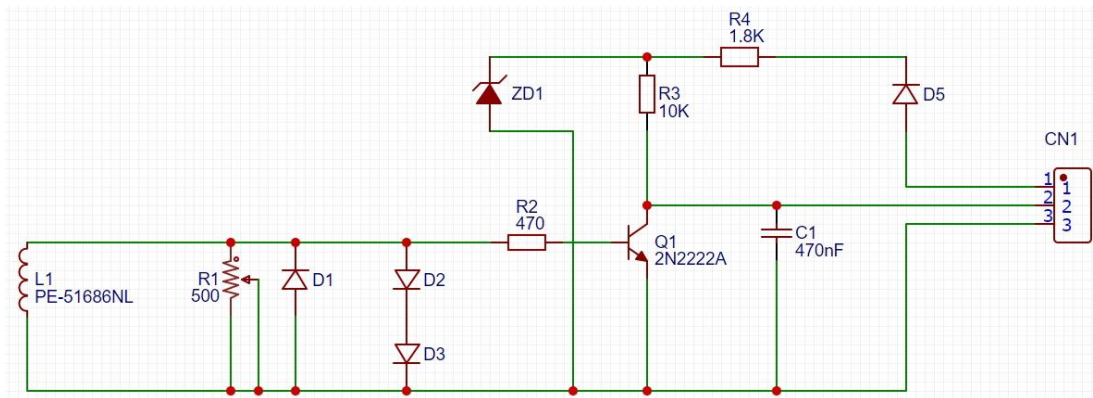 R4
1.8K
ZD1
R3
10K
D5
CN1
1
1
2
2
3
3
R2
470
Q1
2N2222A
C1
470nF
L1
PE-51686NL
R1
500
D1
D2
D3